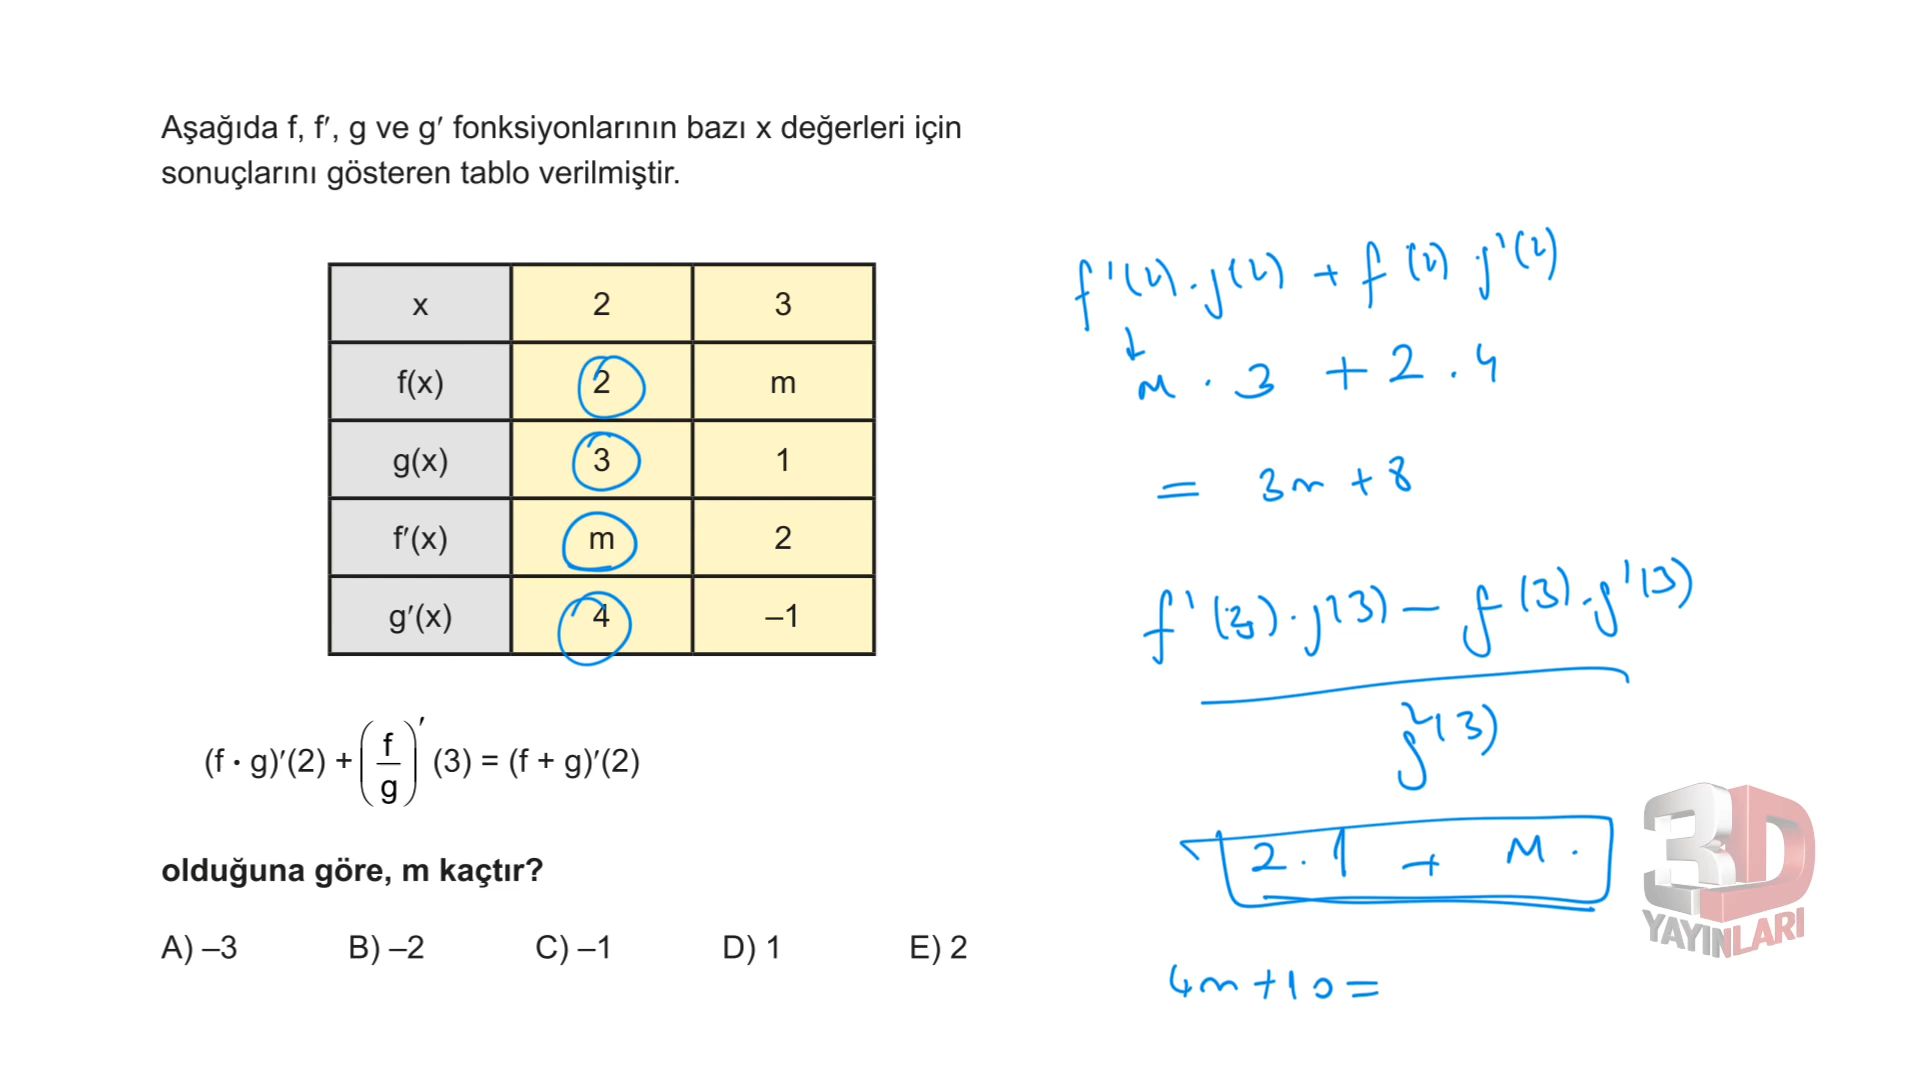 Aşağıda f, f′, g ve g′ fonksiyonlarının bazı x değerleri için
sonuçlarını gösteren tablo verilmiştir.
x 2 3
f(x) 2 m
g(x) 3 1
f′(x) m 2
g′(x) 4 –1
(f · g)′(2) + (f/g)′ (3) = (f + g)′(2)
olduğuna göre, m kaçtır?
A) –3 B) –2 C) –1 D) 1 E) 2
f'(2).g(2) + f(2) g'(2)
m . 3 + 2 . 4
= 3m + 8
f'(3).g(3) – f(3).g'(3)
g²(3)
2.1 + m.
4m + 10 =
3D
YAYINLARI